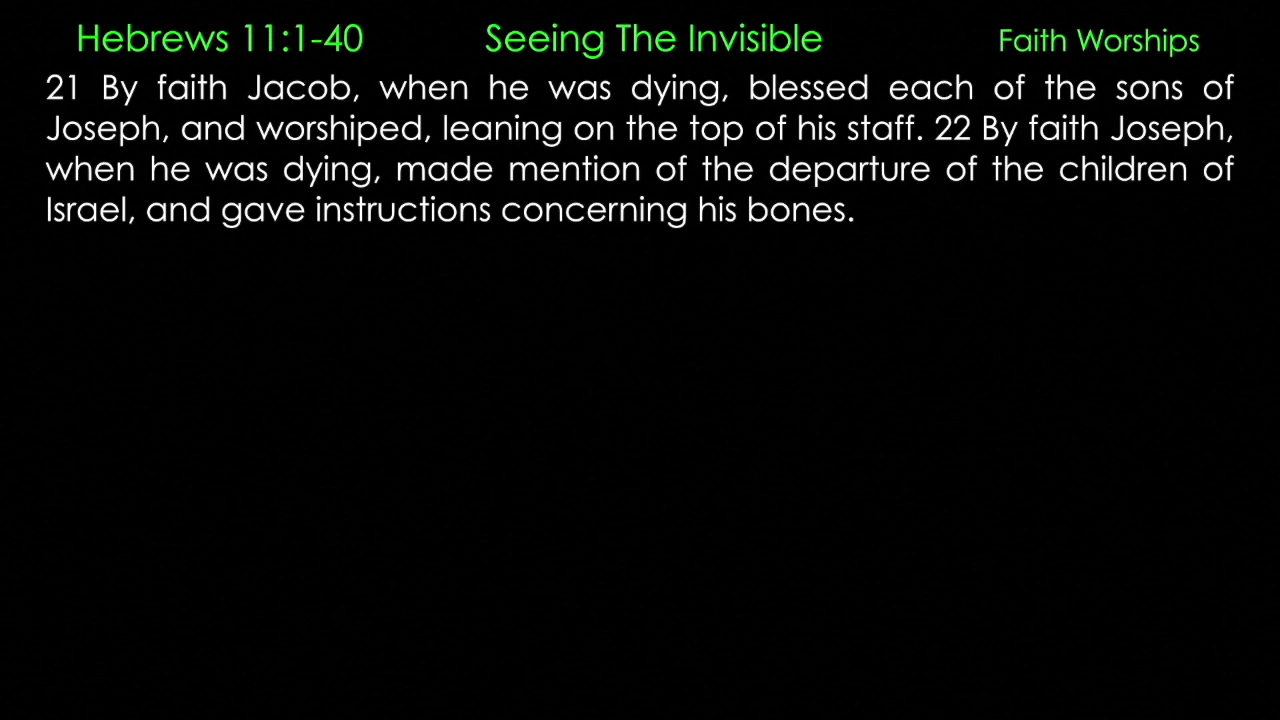 Hebrews 11:1-40 Seeing The Invisible Faith Worships
21 By faith Jacob, when he was dying, blessed each of the sons of
Joseph, and worshiped, leaning on the top of his staff. 22 By faith Joseph,
when he was dying, made mention of the departure of the children of
Israel, and gave instructions concerning his bones.